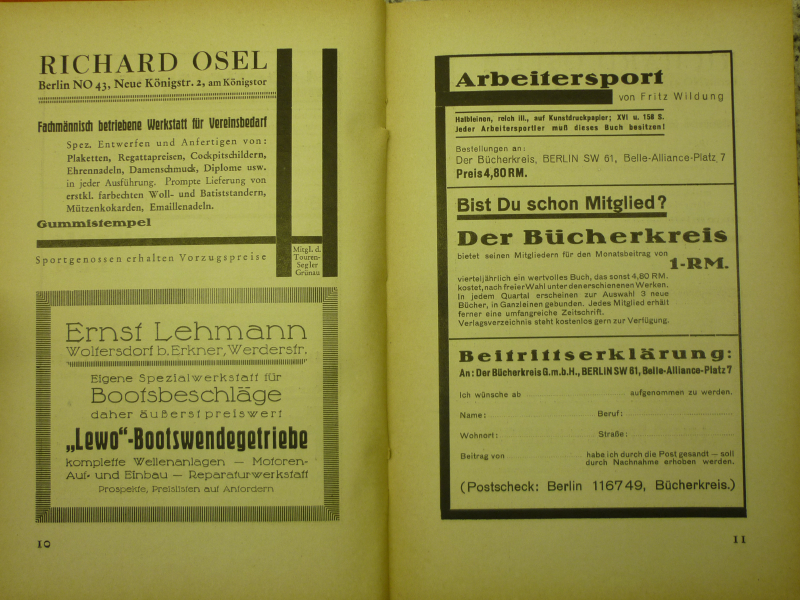 RICHARD OSEL
Berlin NO 43, Neue Königstr. 2, am Königstor
Fachmännisch betriebene Werkstatt für Vereinsbedarf
Spez. Entwerfen und Anfertigen von:
Plaketten, Regattapreisen, Cockpitschildern,
Ehrennadeln, Damenschmuck, Diplome usw.
in jeder Ausführung. Prompte Lieferung von
erstkl. farbechten Woll- und Batiststandern,
Mützenkokarden, Emaillenadeln.
Gummistempel
Sportgenossen erhalten Vorzugspreise
Mitgl. d.
Touren-
Segler
Grünau
Ernst Lehmann
Woltersdorf b. Erkner, Werderstr.
Eigene Spezialwerkstatt für
Bootsbeschläge
daher äußerst preiswert
„Lewo"-Bootswendegetriebe
komplette Wellenanlagen — Motoren-
Auf- und Einbau — Reparaturwerkstatt
Prospekte, Preislisten auf Anfordern
10
Arbeitersport
von Fritz Wildung
Halbleinen, reich ill., auf Kunstdruckpapier; XVI u. 158 S.
Jeder Arbeitersportler muß dieses Buch besitzen!
Bestellungen an:
Der Bücherkreis, BERLIN SW 61, Belle-Alliance-Platz 7
Preis 4,80 RM.
Bist Du schon Mitglied?
Der Bücherkreis
bietet seinen Mitgliedern für den Monatsbeitrag von
1-RM.
vierteljährlich ein wertvolles Buch, das sonst 4,80 RM.
kostet, nach freier Wahl unter den erschienenen Werken.
In jedem Quartal erscheinen zur Auswahl 3 neue
Bücher, in Ganzleinen gebunden. Jedes Mitglied erhält
ferner eine umfangreiche Zeitschrift.
Verlagsverzeichnis steht kostenlos gern zur Verfügung.
Beitrittserklärung:
An: Der Bücherkreis G.m.b.H., BERLIN SW 61, Belle-Alliance-Platz 7
Ich wünsche ab aufgenommen zu werden.
Name: Beruf:
Wohnort: Straße:
Beitrag von habe ich durch die Post gesandt — soll
durch Nachnahme erhoben werden.
(Postscheck: Berlin 116749, Bücherkreis.)
11